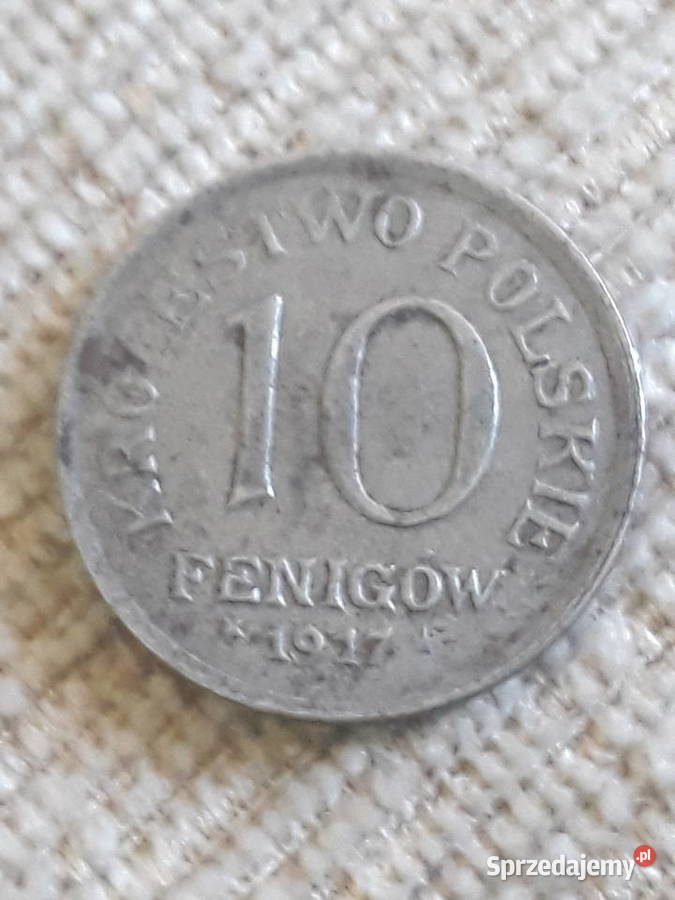 KRÓLESTWO POLSKIE
10
FENIGÓW
* 1917 *
Sprzedajemy.pl